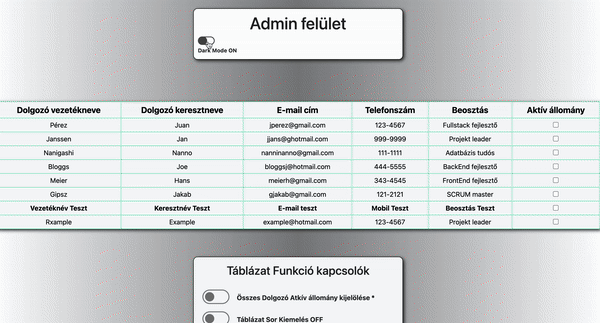 Admin felület
Dark Mode ON
Dolgozó vezetékneve Dolgozó keresztneve E-mail cím Telefonszám Beosztás Aktív állomány
Pérez Juan jperez@gmail.com 123-4567 Fullstack fejlesztő
Janssen Jan jjans@ghotmail.com 999-9999 Projekt leader
Nanigashi Nanno nanninanno@gmail.com 111-1111 Adatbázis tudós
Bloggs Joe bloggsj@hotmail.com 444-5555 BackEnd fejlesztő
Meier Hans meierh@gmail.com 343-4545 FrontEnd fejlesztő
Gipsz Jakab gjakab@gmail.com 121-2121 SCRUM master
Vezetéknév Teszt Keresztnév Teszt E-mail teszt Mobil Teszt Beosztás Teszt
Rxample Example example@hotmail.com 123-4567 Projekt leader
Táblázat Funkció kapcsolók
Összes Dolgozó Atkív állomány kijelölése *
Táblázat Sor Kiemelés OFF